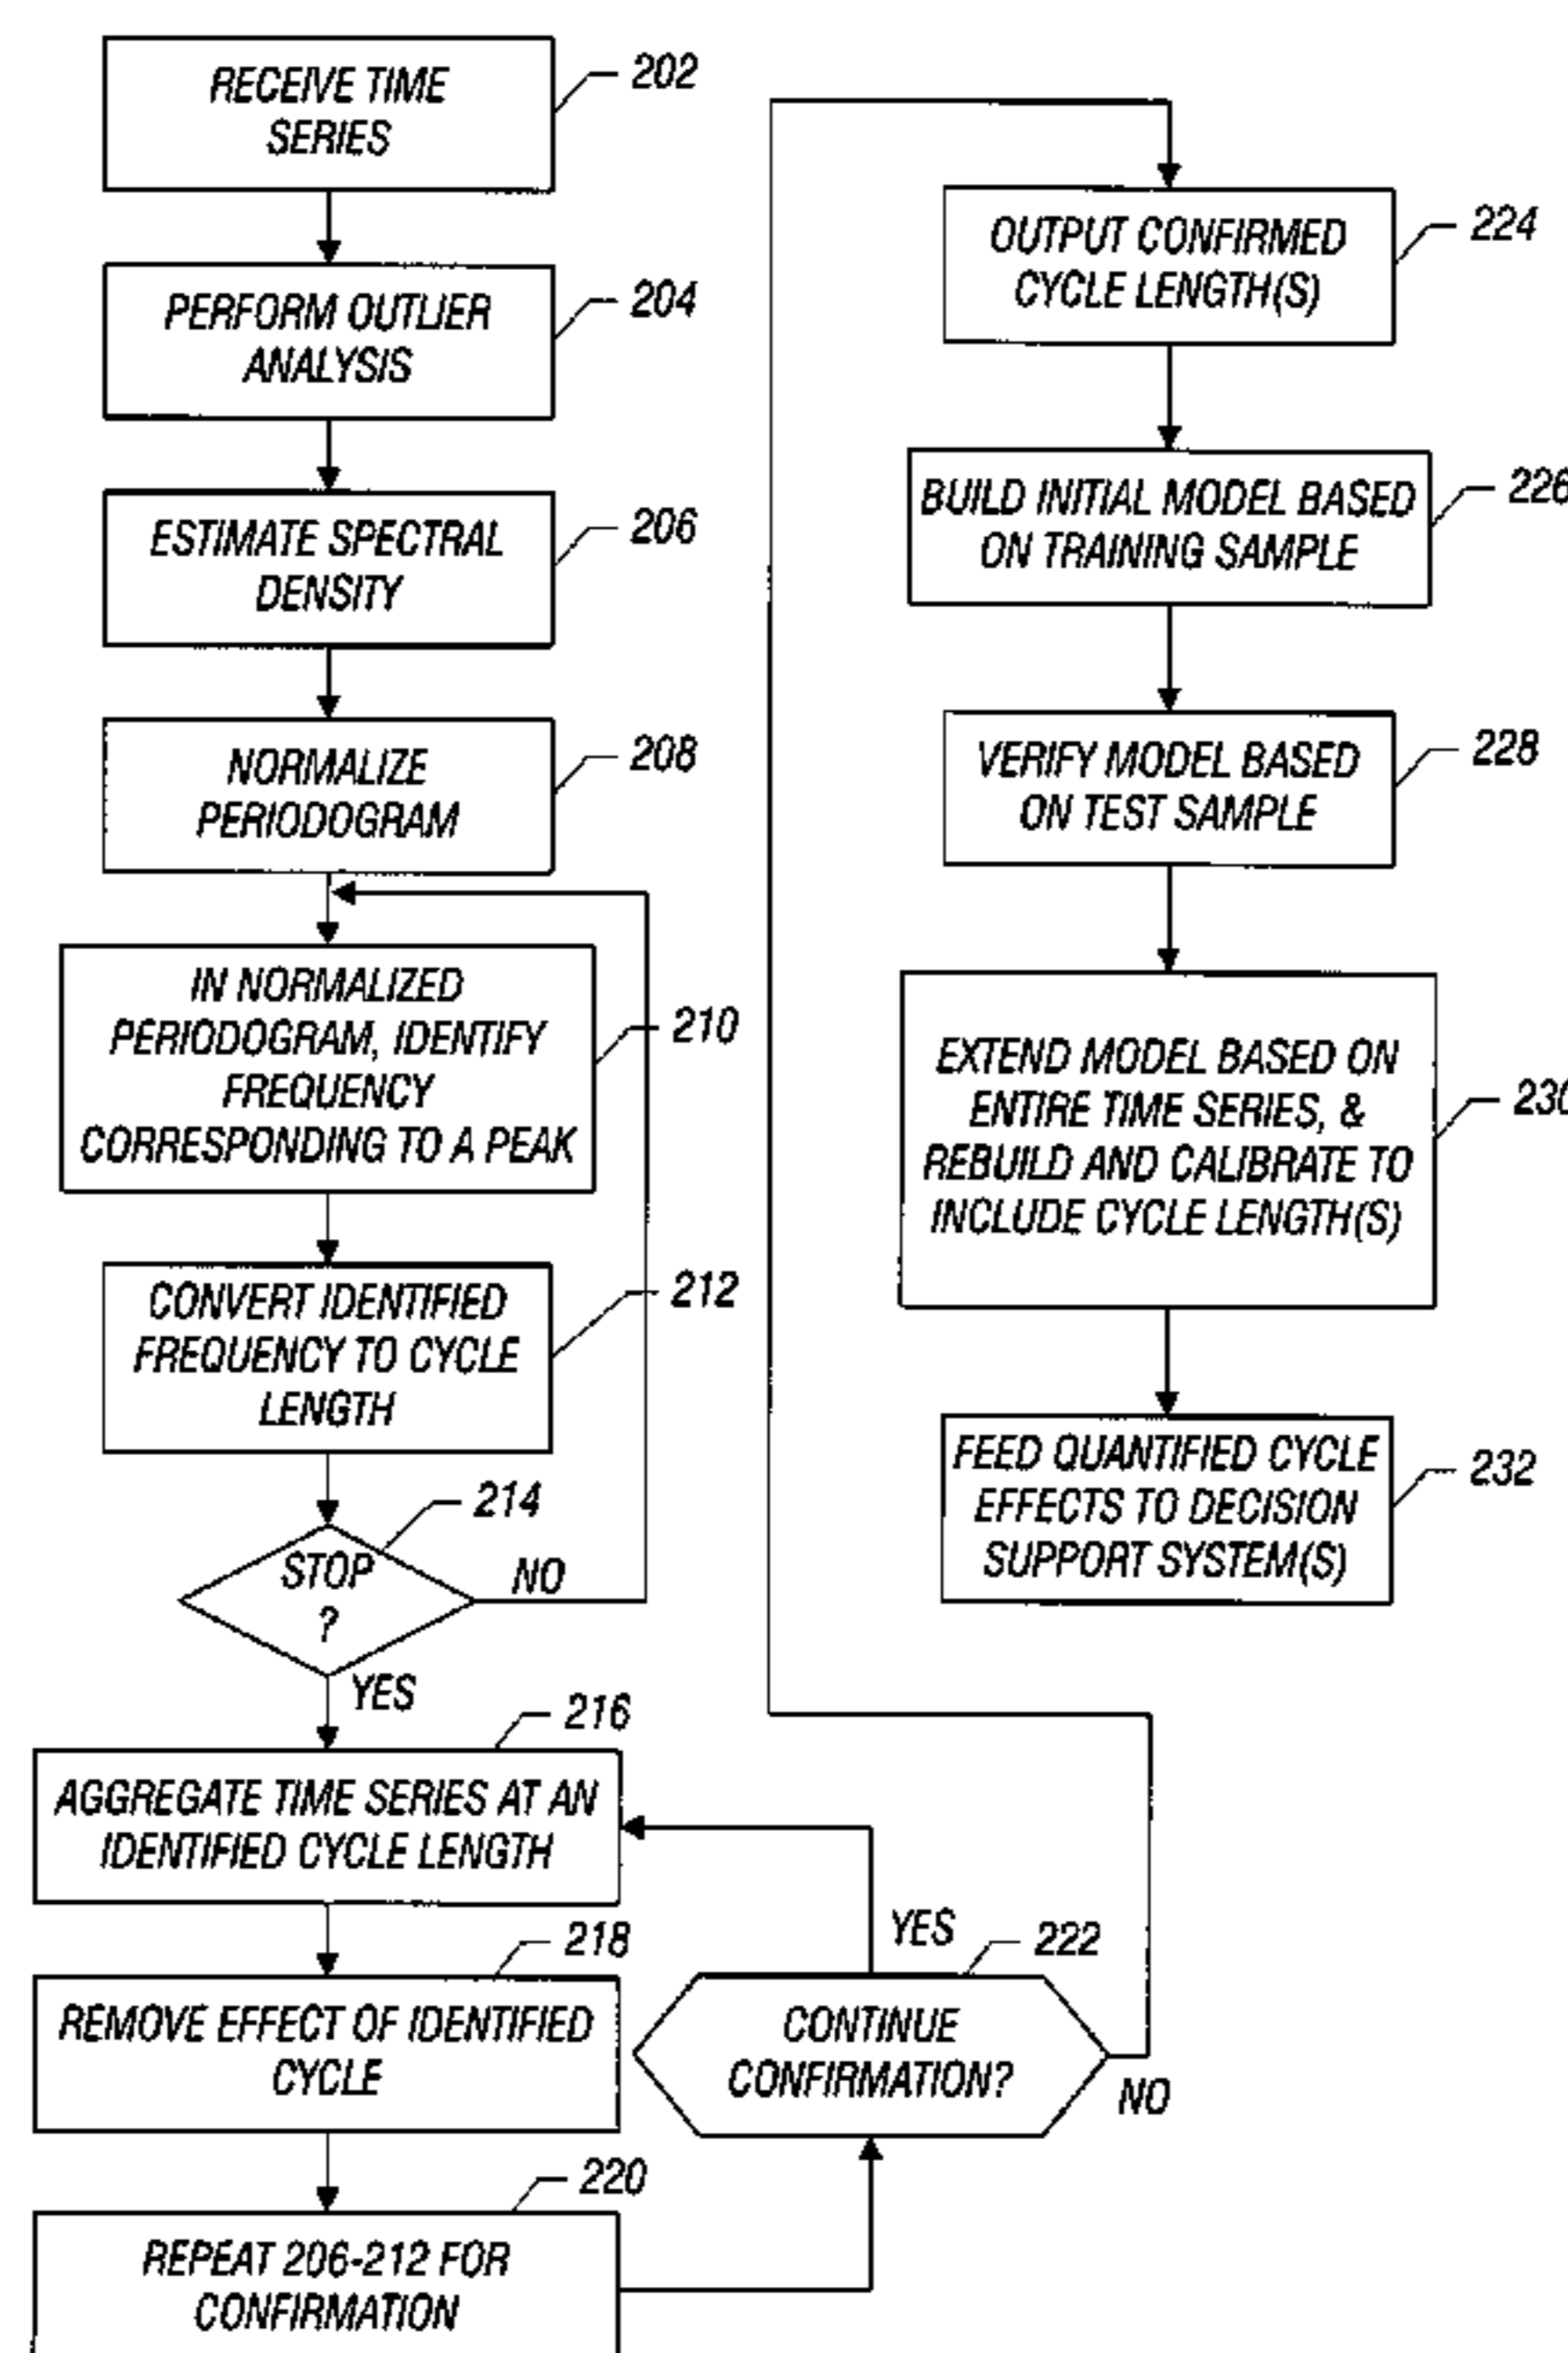 RECEIVE TIME
SERIES
202
PERFORM OUTLIER
ANALYSIS
204
ESTIMATE SPECTRAL
DENSITY
206
NORMALIZE
PERIODOGRAM
208
IN NORMALIZED
PERIODOGRAM, IDENTIFY
FREQUENCY
CORRESPONDING TO A PEAK
210
CONVERT IDENTIFIED
FREQUENCY TO CYCLE
LENGTH
212
STOP
?
214
NO
YES
216
AGGREGATE TIME SERIES AT AN
IDENTIFIED CYCLE LENGTH
218
REMOVE EFFECT OF IDENTIFIED
CYCLE
220
REPEAT 206-212 FOR
CONFIRMATION
YES
222
CONTINUE
CONFIRMATION?
NO
OUTPUT CONFIRMED
CYCLE LENGTH(S)
224
BUILD INITIAL MODEL BASED
ON TRAINING SAMPLE
226
VERIFY MODEL BASED
ON TEST SAMPLE
228
EXTEND MODEL BASED ON
ENTIRE TIME SERIES, &
REBUILD AND CALIBRATE TO
INCLUDE CYCLE LENGTH(S)
230
FEED QUANTIFIED CYCLE
EFFECTS TO DECISION
SUPPORT SYSTEM(S)
232